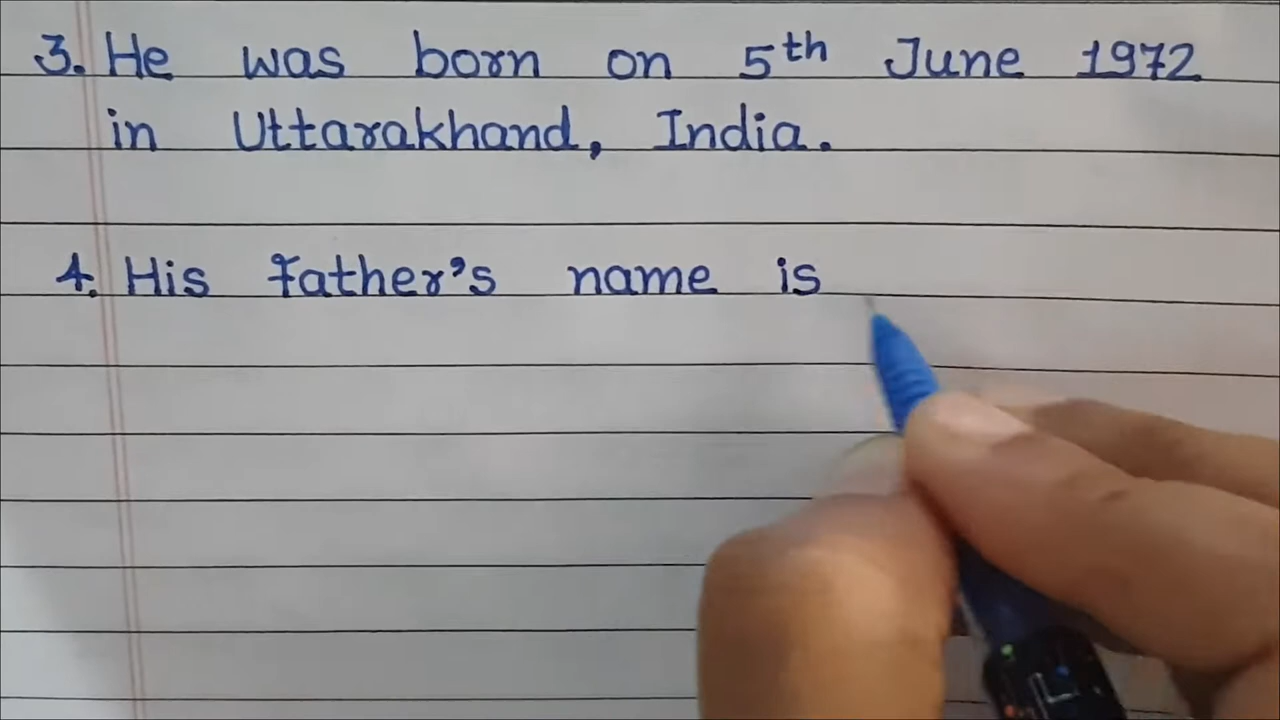 3. He was born on 5th June 1972
in Uttarakhand, India.
4. His father's name is